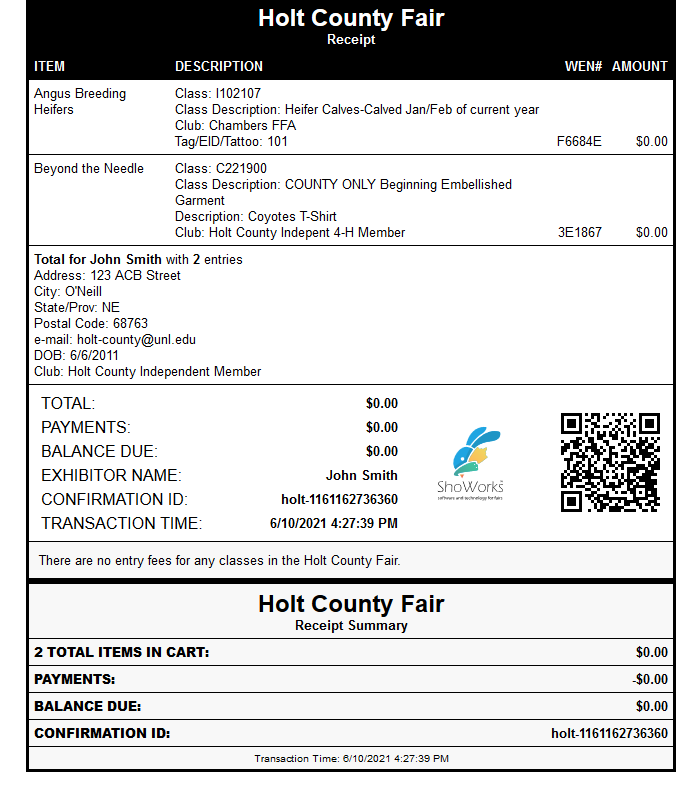 Holt County Fair
Receipt
ITEM DESCRIPTION WEN# AMOUNT
Angus Breeding Class: I102107
Heifers Class Description: Heifer Calves-Calved Jan/Feb of current year
Club: Chambers FFA
Tag/EID/Tattoo: 101 F6684E $0.00
Beyond the Needle Class: C221900
Class Description: COUNTY ONLY Beginning Embellished
Garment
Description: Coyotes T-Shirt
Club: Holt County Indepent 4-H Member 3E1867 $0.00
Total for John Smith with 2 entries
Address: 123 ACB Street
City: O'Neill
State/Prov: NE
Postal Code: 68763
e-mail: holt-county@unl.edu
DOB: 6/6/2011
Club: Holt County Independent Member
TOTAL: $0.00
PAYMENTS: $0.00
BALANCE DUE: $0.00
EXHIBITOR NAME: John Smith
CONFIRMATION ID: holt-1161162736360
TRANSACTION TIME: 6/10/2021 4:27:39 PM
ShoWorks
software and technology for fairs
There are no entry fees for any classes in the Holt County Fair.
Holt County Fair
Receipt Summary
2 TOTAL ITEMS IN CART: $0.00
PAYMENTS: -$0.00
BALANCE DUE: $0.00
CONFIRMATION ID: holt-1161162736360
Transaction Time: 6/10/2021 4:27:39 PM